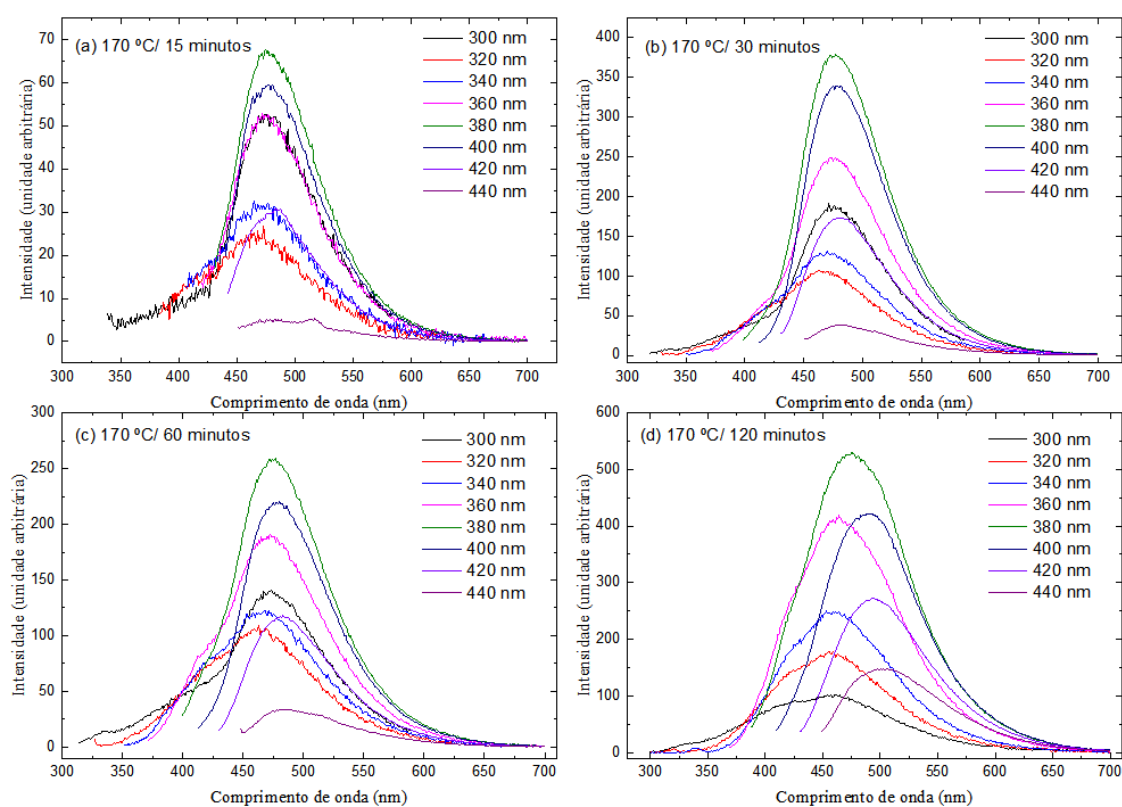 (a) 170 ºC/ 15 minutos
300 nm
320 nm
340 nm
360 nm
380 nm
400 nm
420 nm
440 nm
Intensidade (unidade arbitrária)
70
60
50
40
30
20
10
0
300 350 400 450 500 550 600 650 700
Comprimento de onda (nm)
(b) 170 ºC/ 30 minutos
300 nm
320 nm
340 nm
360 nm
380 nm
400 nm
420 nm
440 nm
Intensidade (unidade arbitrária)
400
350
300
250
200
150
100
50
0
300 350 400 450 500 550 600 650 700
Comprimento de onda (nm)
(c) 170 ºC/ 60 minutos
300 nm
320 nm
340 nm
360 nm
380 nm
400 nm
420 nm
440 nm
Intensidade (unidade arbitrária)
300
250
200
150
100
50
0
300 350 400 450 500 550 600 650 700
Comprimento de onda (nm)
(d) 170 ºC/ 120 minutos
300 nm
320 nm
340 nm
360 nm
380 nm
400 nm
420 nm
440 nm
Intensidade (unidade arbitrária)
600
500
400
300
200
100
0
300 350 400 450 500 550 600 650 700
Comprimento de onda (nm)